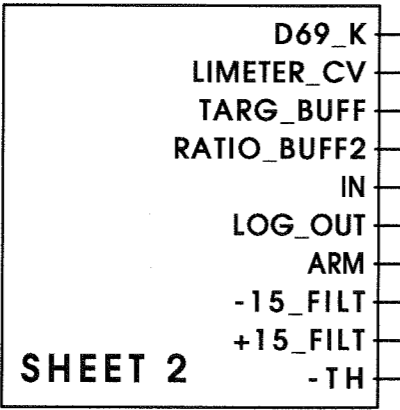 D69_K
LIMETER_CV
TARG_BUFF
RATIO_BUFF2
IN
LOG_OUT
ARM
-15_FILT
+15_FILT
SHEET 2
-TH